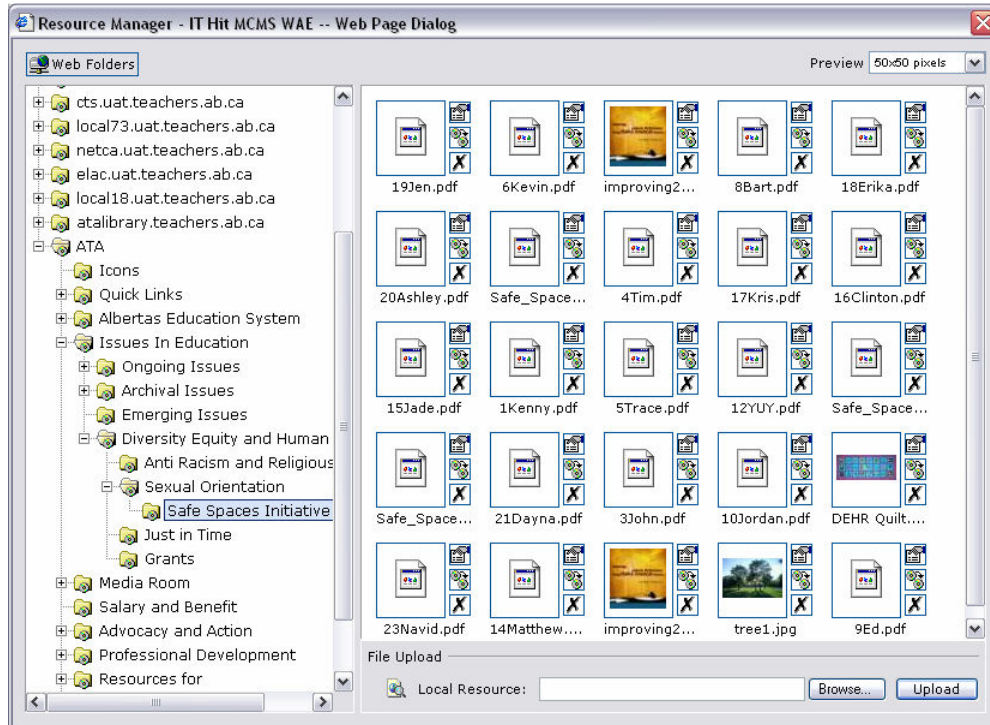 Resource Manager - IT Hit MCMS WAE -- Web Page Dialog
Web Folders
Preview 50x50 pixels
cts.uat.teachers.ab.ca
local73.uat.teachers.ab.ca
netca.uat.teachers.ab.ca
elac.uat.teachers.ab.ca
local18.uat.teachers.ab.ca
atalibrary.teachers.ab.ca
ATA
Icons
Quick Links
Albertas Education System
Issues In Education
Ongoing Issues
Archival Issues
Emerging Issues
Diversity Equity and Human
Anti Racism and Religious
Sexual Orientation
Safe Spaces Initiative
Just in Time
Grants
Media Room
Salary and Benefit
Advocacy and Action
Professional Development
Resources for
19Jen.pdf 6Kevin.pdf improving2... 8Bart.pdf 18Erika.pdf
20Ashley.pdf Safe_Space... 4Tim.pdf 17Kris.pdf 16Clinton.pdf
15Jade.pdf 1Kenny.pdf 5Trace.pdf 12YUY.pdf Safe_Space...
Safe_Space... 21Dayna.pdf 3John.pdf 10Jordan.pdf DEHR Quilt....
23Navid.pdf 14Matthew.... improving2... tree1.jpg 9Ed.pdf
File Upload
Local Resource: Browse... Upload